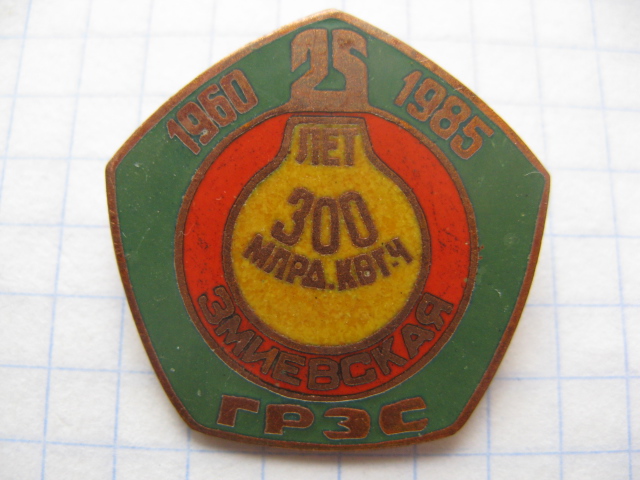 1960 25 1985
ЛЕТ
300
МЛРД.КВТ.Ч
ЗМИЕВСКАЯ
ГРЭС